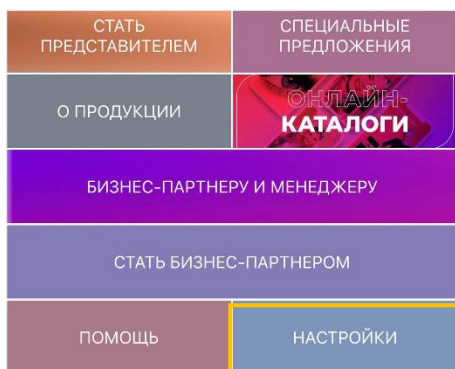 СТАТЬ
ПРЕДСТАВИТЕЛЕМ
СПЕЦИАЛЬНЫЕ
ПРЕДЛОЖЕНИЯ
О ПРОДУКЦИИ
ОНЛАЙН-
КАТАЛОГИ
БИЗНЕС-ПАРТНЕРУ И МЕНЕДЖЕРУ
СТАТЬ БИЗНЕС-ПАРТНЕРОМ
ПОМОЩЬ
НАСТРОЙКИ